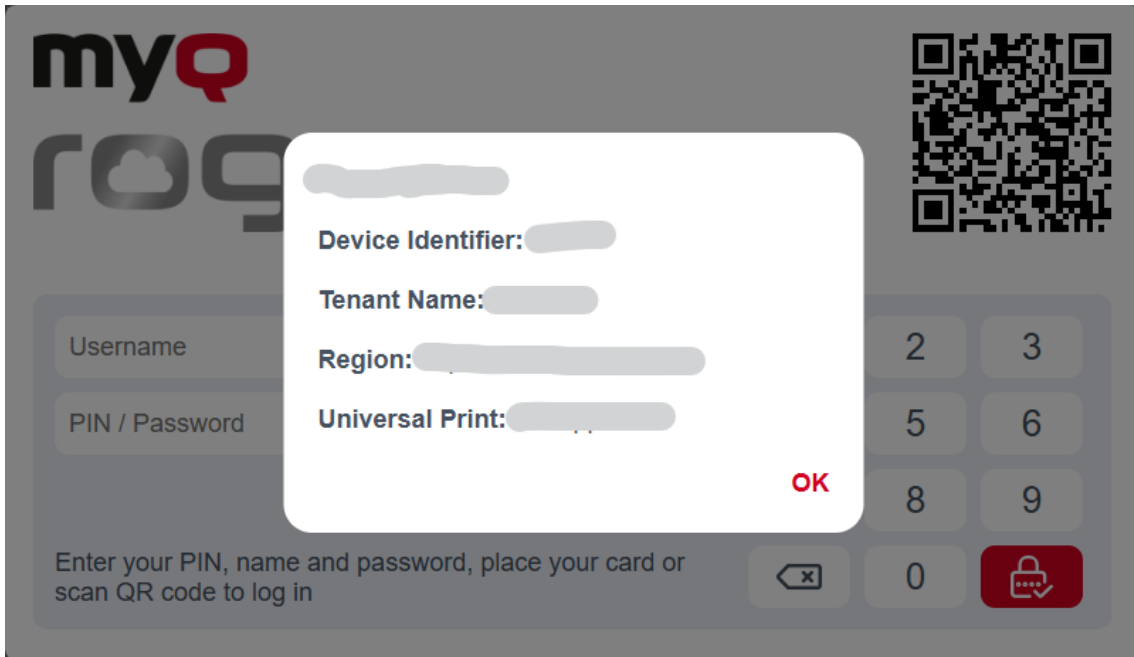 myQ
rog
Device Identifier:
Tenant Name:
Region:
Universal Print:
OK
Username
PIN / Password
2 3
5 6
8 9
0
Enter your PIN, name and password, place your card or
scan QR code to log in